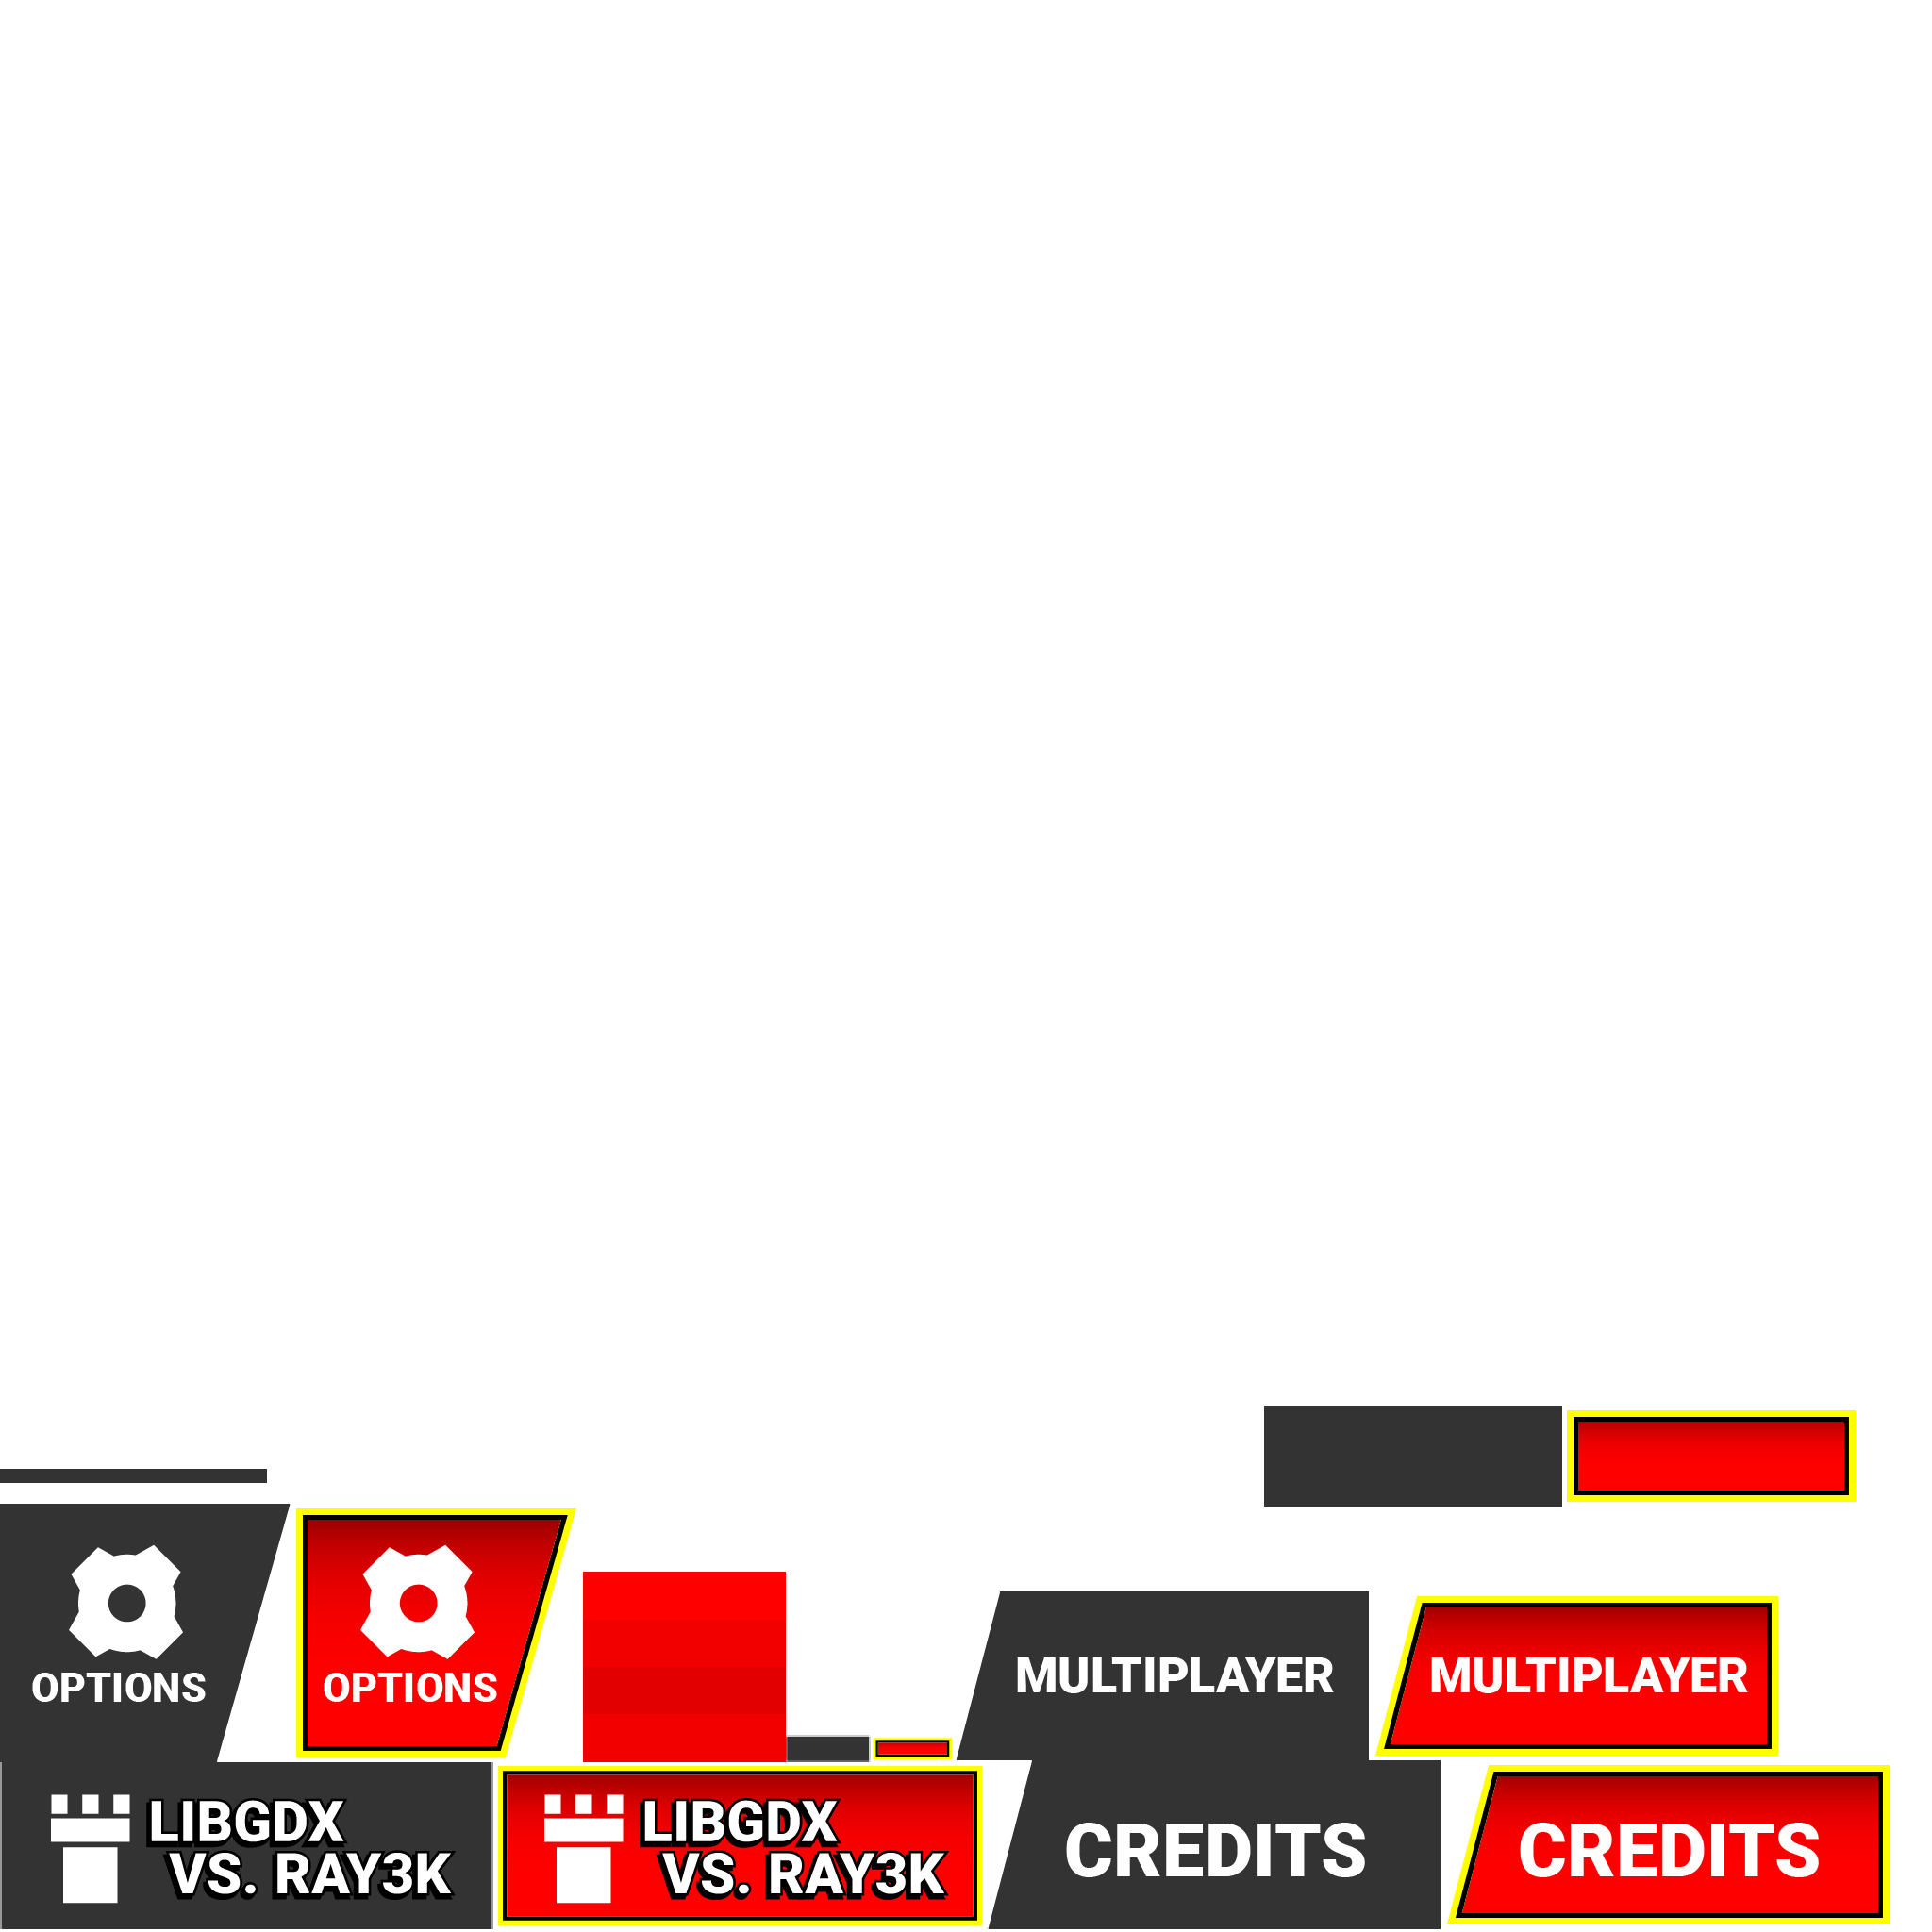 OPTIONS
OPTIONS
MULTIPLAYER
MULTIPLAYER
LIBGDX
VS. RAY3K
LIBGDX
VS. RAY3K
CREDITS
CREDITS